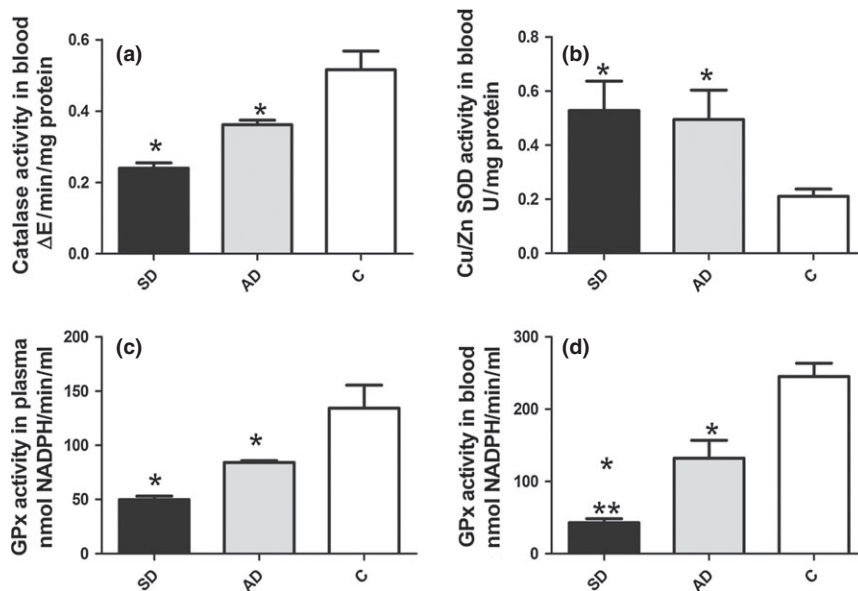 (a)
Catalase activity in blood
ΔE/min/mg protein
0.6
0.4
0.2
0.0
*
*
SD
AD
C
(b)
Cu/Zn SOD activity in blood
U/mg protein
0.8
0.6
0.4
0.2
0.0
*
*
SD
AD
C
(c)
GPx activity in plasma
nmol NADPH/min/ml
200
150
100
50
0
*
*
SD
AD
C
(d)
GPx activity in blood
nmol NADPH/min/ml
300
200
100
0
*
**
*
SD
AD
C